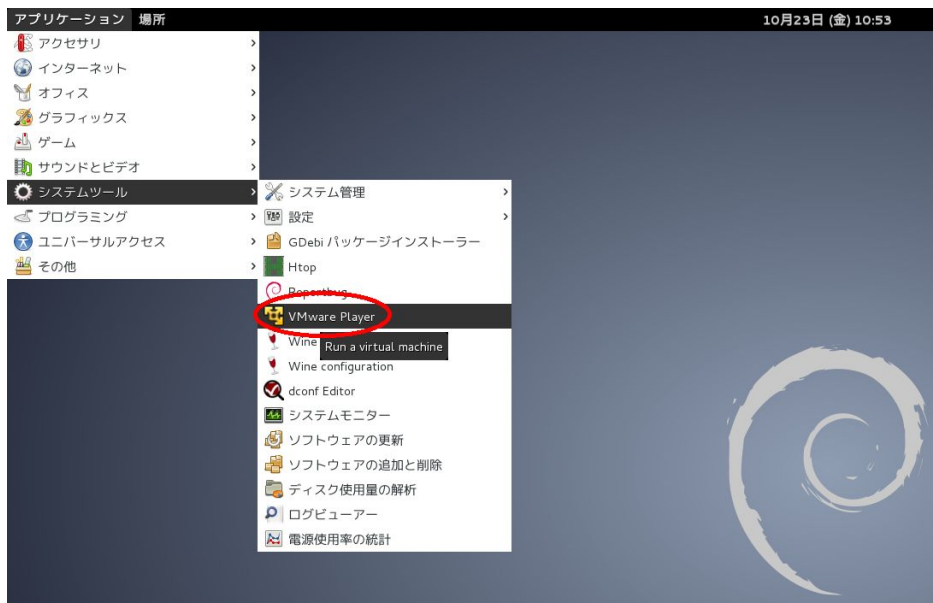 アプリケーション 場所 10月23日 (金) 10:53
アクセサリ
インターネット
オフィス
グラフィックス
ゲーム
サウンドとビデオ
システムツール
プログラミング
ユニバーサルアクセス
その他
システム管理
設定
GDebi パッケージインストーラー
Htop
Reportbug
VMware Player
Wine
Run a virtual machine
Wine configuration
dconf Editor
システムモニター
ソフトウェアの更新
ソフトウェアの追加と削除
ディスク使用量の解析
ログビューアー
電源使用率の統計